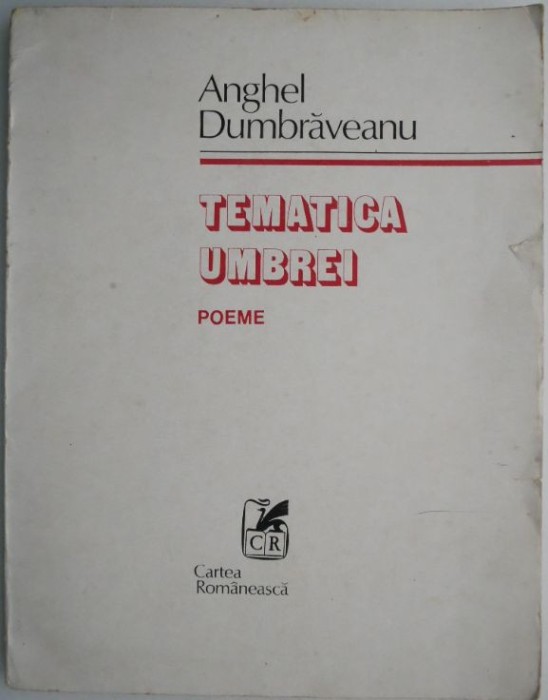 Anghel
Dumbrăveanu
TEMATICA
UMBREI
POEME
CR
Cartea
Românească